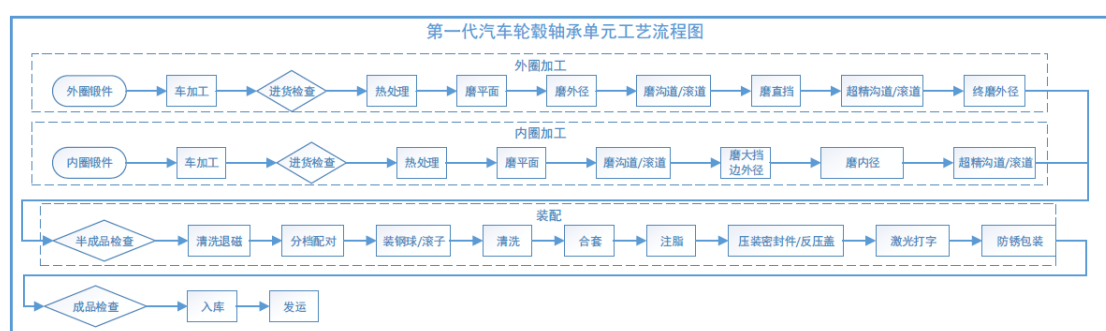 第一代汽车轮毂轴承单元工艺流程图
外圈加工
外圈锻件
车加工
进货检查
热处理
磨平面
磨外径
磨沟道/滚道
磨直挡
超精沟道/滚道
终磨外径
内圈加工
内圈锻件
车加工
进货检查
热处理
磨平面
磨沟道/滚道
磨大挡
边外径
磨内径
超精沟道/滚道
装配
半成品检查
清洗退磁
分档配对
装钢球/滚子
清洗
合套
注脂
压装密封件/反压盖
激光打字
防锈包装
成品检查
入库
发运